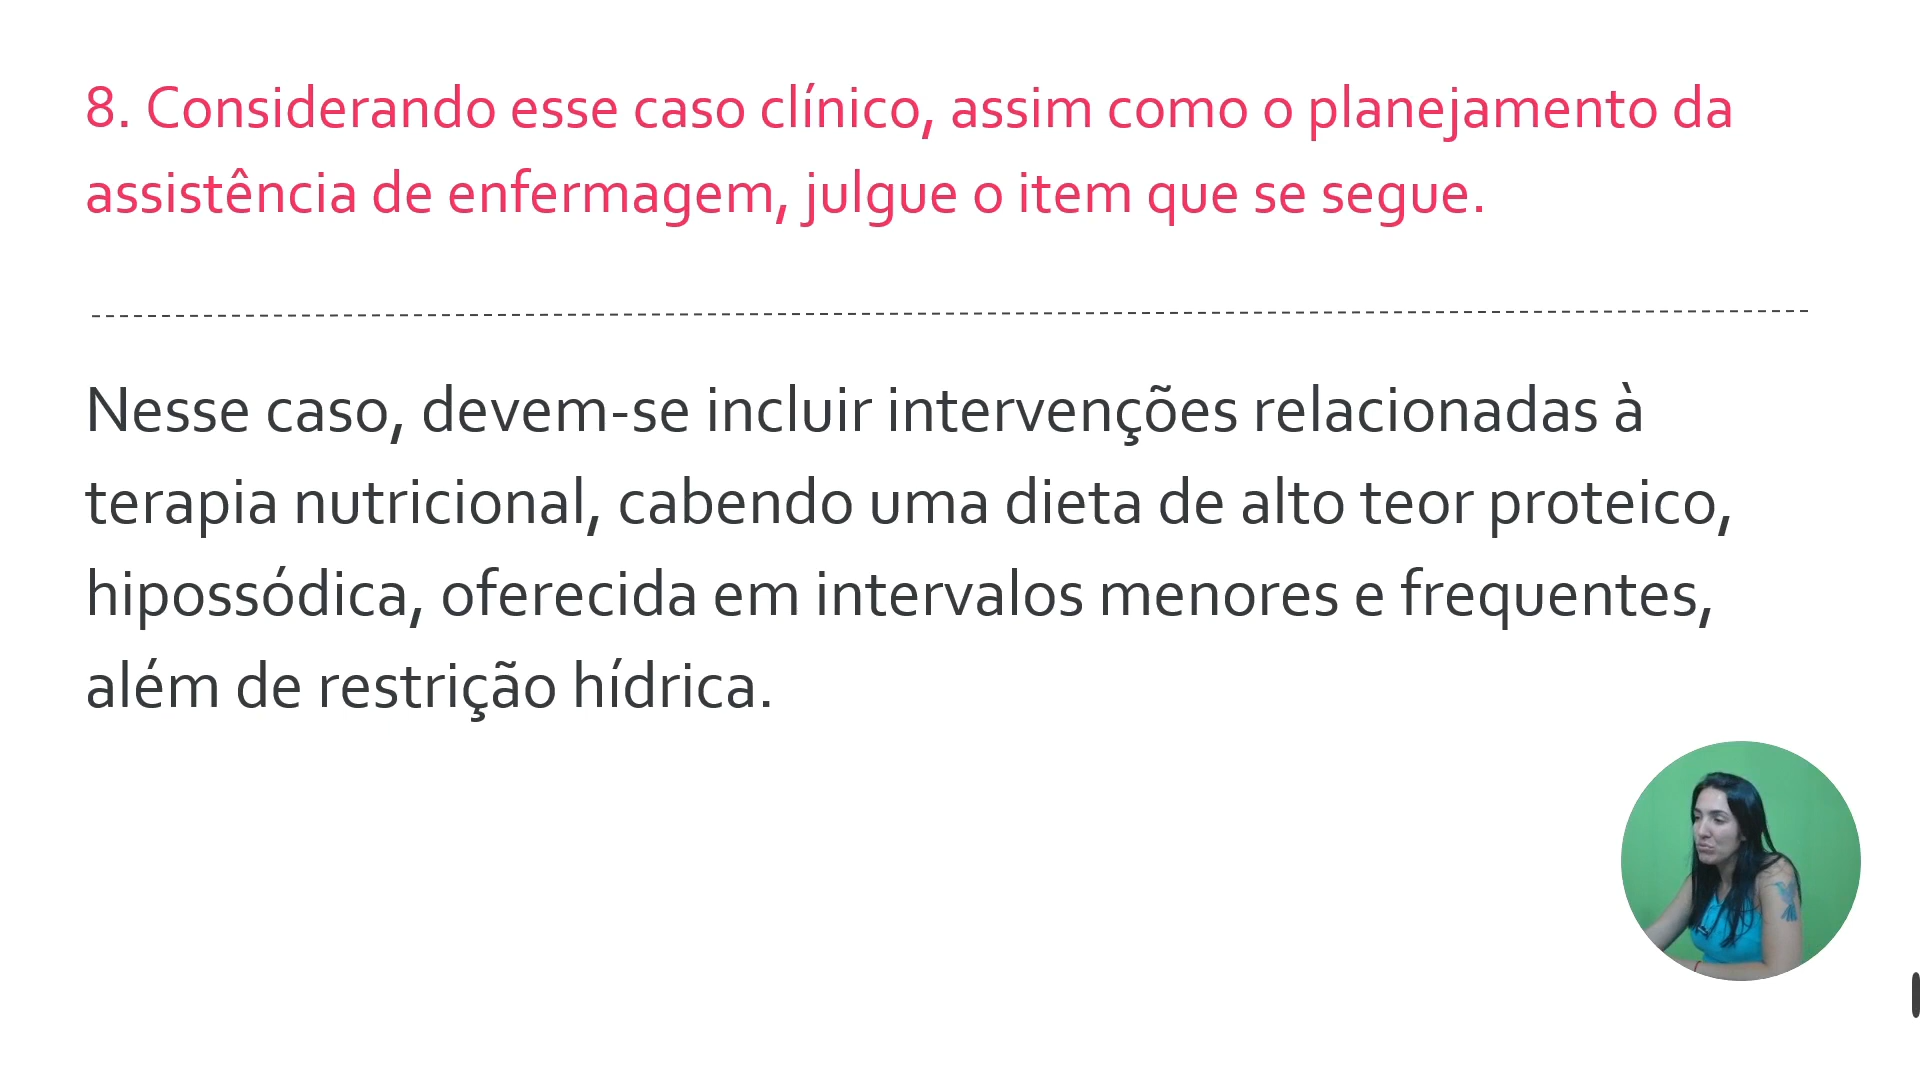 8. Considerando esse caso clínico, assim como o planejamento da
assistência de enfermagem, julgue o item que se segue.
Nesse caso, devem-se incluir intervenções relacionadas à
terapia nutricional, cabendo uma dieta de alto teor proteico,
hipossódica, oferecida em intervalos menores e frequentes,
além de restrição hídrica.